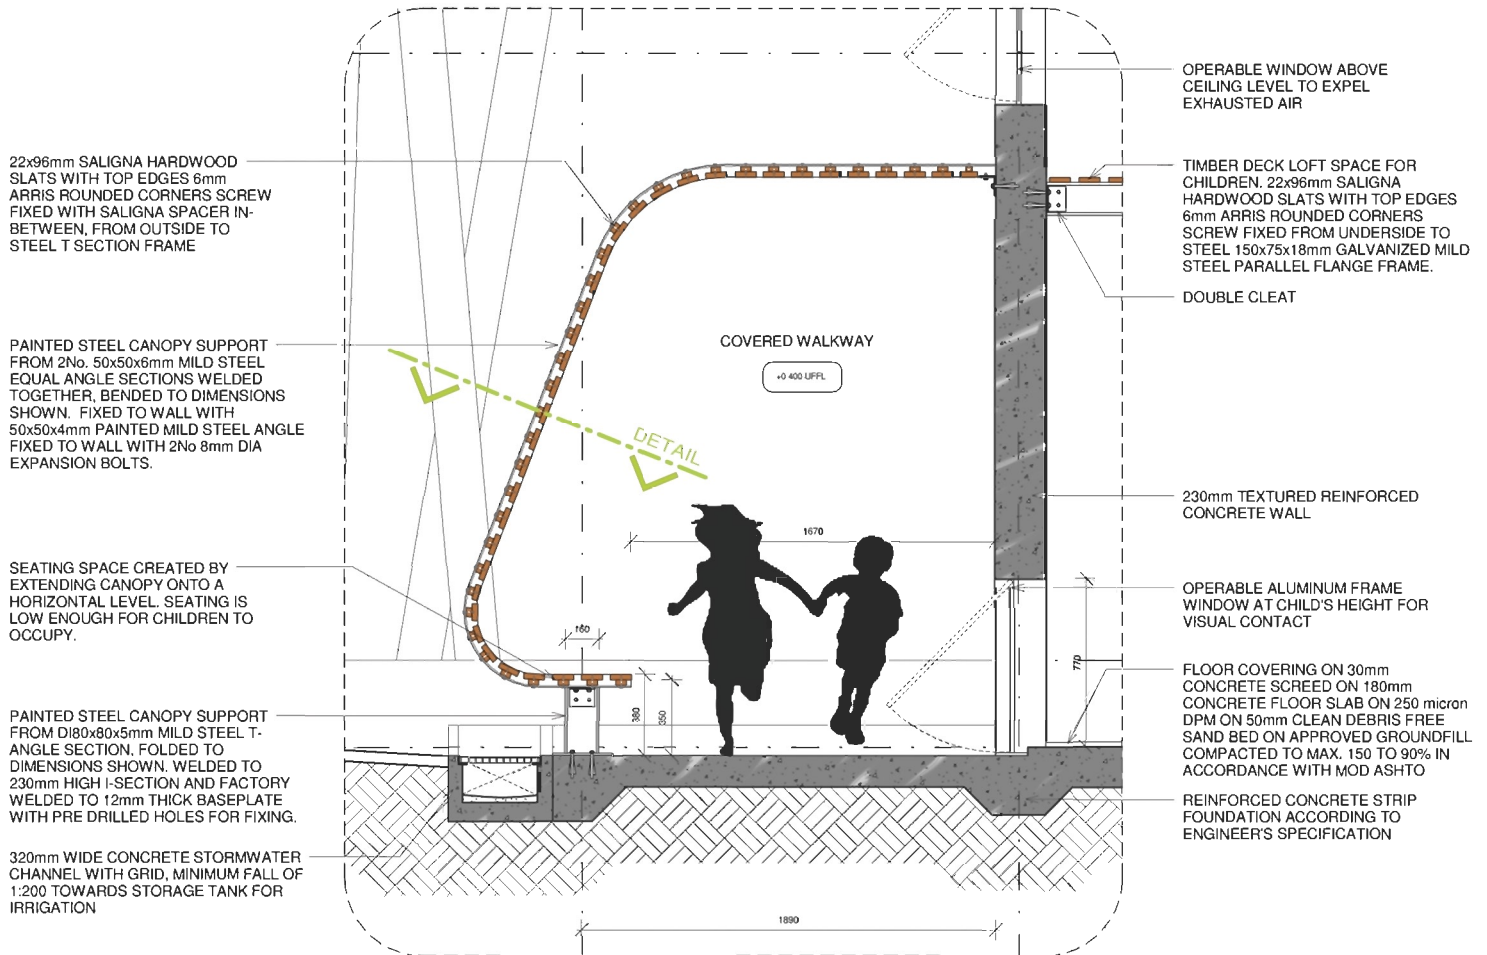 22x96mm SALIGNA HARDWOOD
SLATS WITH TOP EDGES 6mm
ARRIS ROUNDED CORNERS SCREW
FIXED WITH SALIGNA SPACER IN-
BETWEEN, FROM OUTSIDE TO
STEEL T SECTION FRAME
PAINTED STEEL CANOPY SUPPORT
FROM 2No. 50x50x6mm MILD STEEL
EQUAL ANGLE SECTIONS WELDED
TOGETHER, BENDED TO DIMENSIONS
SHOWN. FIXED TO WALL WITH
50x50x4mm PAINTED MILD STEEL ANGLE
FIXED TO WALL WITH 2No 8mm DIA
EXPANSION BOLTS.
SEATING SPACE CREATED BY
EXTENDING CANOPY ONTO A
HORIZONTAL LEVEL. SEATING IS
LOW ENOUGH FOR CHILDREN TO
OCCUPY.
PAINTED STEEL CANOPY SUPPORT
FROM DI80x80x5mm MILD STEEL T-
ANGLE SECTION, FOLDED TO
DIMENSIONS SHOWN. WELDED TO
230mm HIGH I-SECTION AND FACTORY
WELDED TO 12mm THICK BASEPLATE
WITH PRE DRILLED HOLES FOR FIXING.
320mm WIDE CONCRETE STORMWATER
CHANNEL WITH GRID, MINIMUM FALL OF
1:200 TOWARDS STORAGE TANK FOR
IRRIGATION
COVERED WALKWAY
+0 400 UFFL
DETAIL
1670
160
380
350
770
1890
OPERABLE WINDOW ABOVE
CEILING LEVEL TO EXPEL
EXHAUSTED AIR
TIMBER DECK LOFT SPACE FOR
CHILDREN. 22x96mm SALIGNA
HARDWOOD SLATS WITH TOP EDGES
6mm ARRIS ROUNDED CORNERS
SCREW FIXED FROM UNDERSIDE TO
STEEL 150x75x18mm GALVANIZED MILD
STEEL PARALLEL FLANGE FRAME.
DOUBLE CLEAT
230mm TEXTURED REINFORCED
CONCRETE WALL
OPERABLE ALUMINUM FRAME
WINDOW AT CHILD'S HEIGHT FOR
VISUAL CONTACT
FLOOR COVERING ON 30mm
CONCRETE SCREED ON 180mm
CONCRETE FLOOR SLAB ON 250 micron
DPM ON 50mm CLEAN DEBRIS FREE
SAND BED ON APPROVED GROUNDFILL
COMPACTED TO MAX. 150 TO 90% IN
ACCORDANCE WITH MOD ASHTO
REINFORCED CONCRETE STRIP
FOUNDATION ACCORDING TO
ENGINEER'S SPECIFICATION